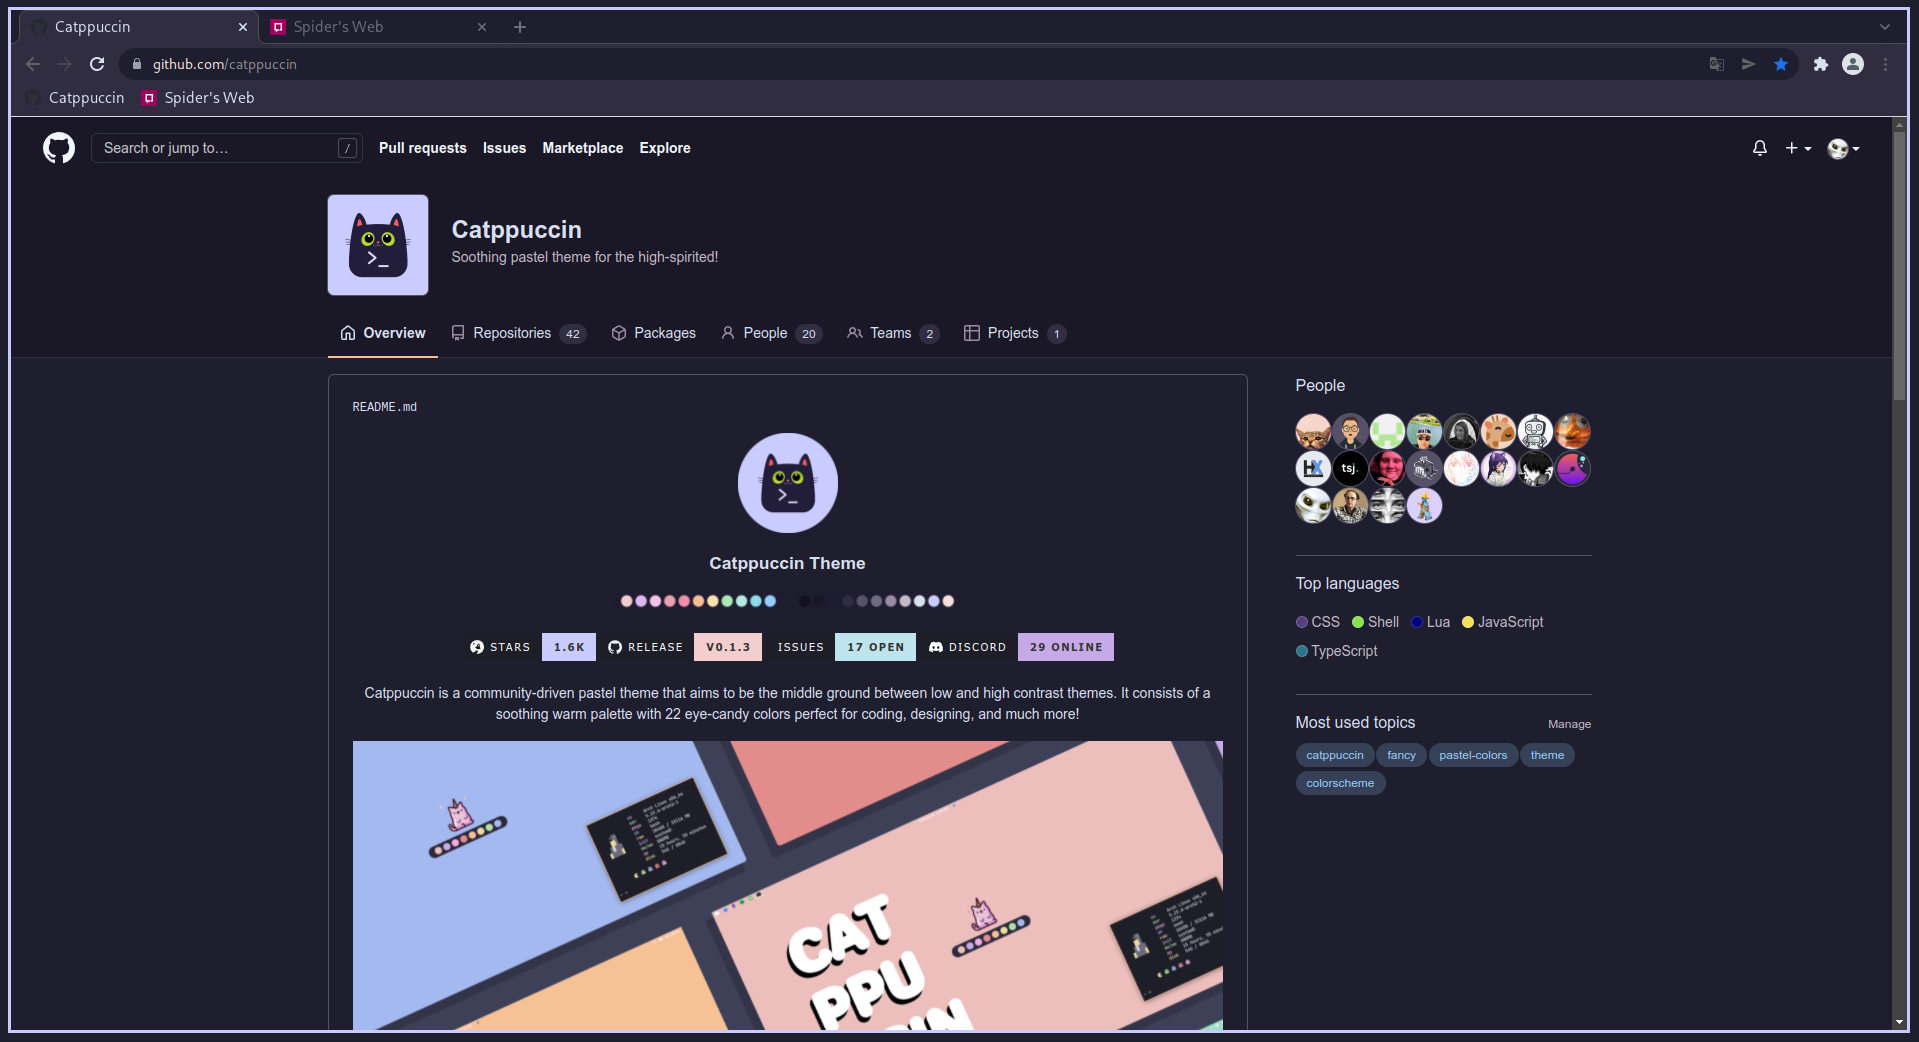 Catppuccin
Spider's Web
github.com/catppuccin
Catppuccin
Spider's Web
Search or jump to…
/
Pull requests
Issues
Marketplace
Explore
Catppuccin
Soothing pastel theme for the high-spirited!
Overview
Repositories 42
Packages
People 20
Teams 2
Projects 1
README.md
>_
Catppuccin Theme
STARS 1.6K
RELEASE V0.1.3
ISSUES 17 OPEN
DISCORD 29 ONLINE
Catppuccin is a community-driven pastel theme that aims to be the middle ground between low and high contrast themes. It consists of a
soothing warm palette with 22 eye-candy colors perfect for coding, designing, and much more!
CAT
PPU
People
HX
tsj.
Top languages
CSS Shell Lua JavaScript
TypeScript
Most used topics
Manage
catppuccin fancy pastel-colors theme
colorscheme